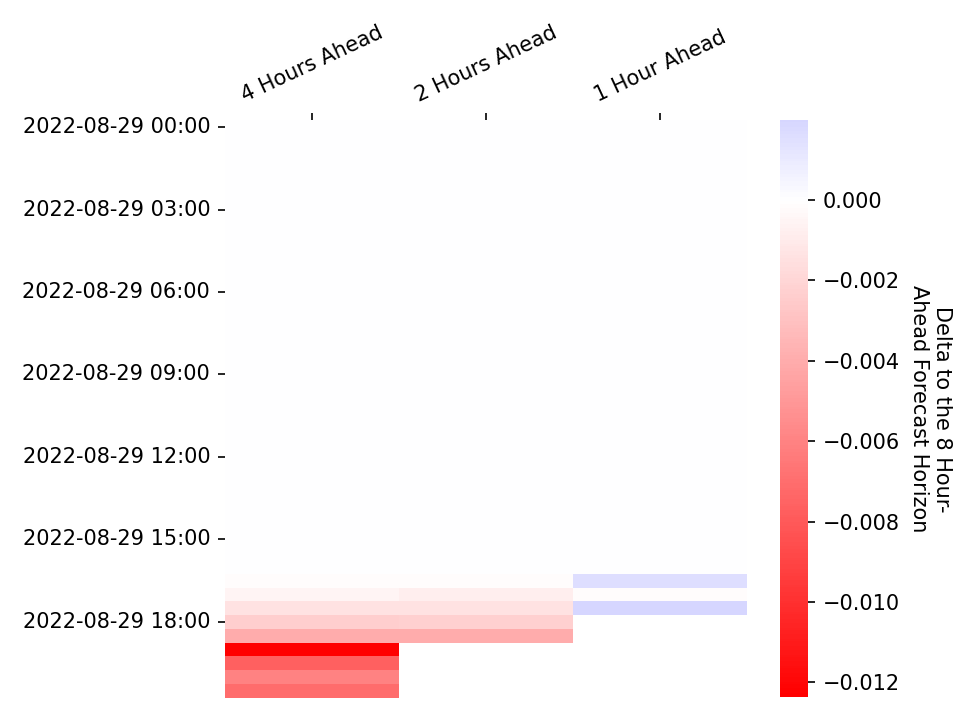 4 Hours Ahead
2 Hours Ahead
1 Hour Ahead
2022-08-29 00:00
2022-08-29 03:00
2022-08-29 06:00
2022-08-29 09:00
2022-08-29 12:00
2022-08-29 15:00
2022-08-29 18:00
0.000
−0.002
−0.004
−0.006
−0.008
−0.010
−0.012
Delta to the 8 Hour-
Ahead Forecast Horizon